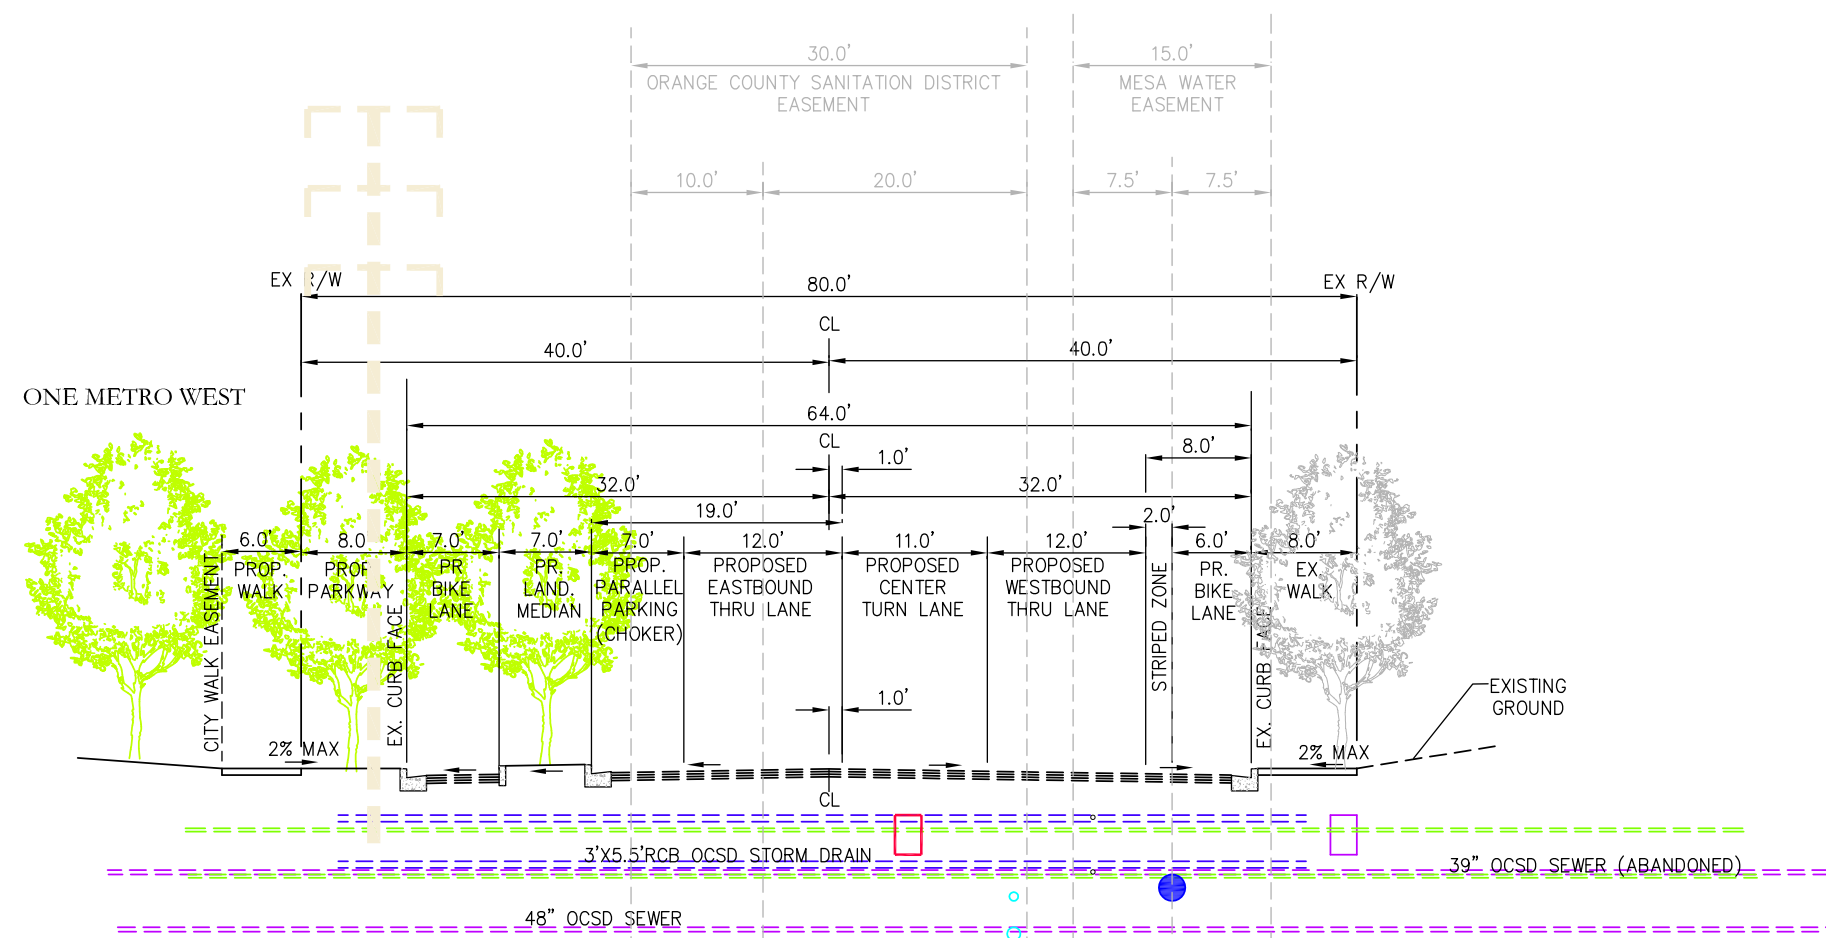 30.0'
15.0'
ORANGE COUNTY SANITATION DISTRICT
EASEMENT
MESA WATER
EASEMENT
10.0'
20.0'
7.5'
7.5'
EX R/W
EX R/W
80.0'
CL
40.0'
40.0'
ONE METRO WEST
64.0'
CL
1.0'
8.0'
32.0'
32.0'
19.0'
2.0'
6.0'
8.0
7.0'
7.0'
7.0'
12.0'
11.0'
12.0'
6.0'
8.0'
PROP.
WALK
PROP
PARKWAY
PR
BIKE
LANE
PR.
LAND.
MEDIAN
PROP.
PARALLEL
PARKING
(CHOKER)
PROPOSED
EASTBOUND
THRU LANE
PROPOSED
CENTER
TURN LANE
PROPOSED
WESTBOUND
THRU LANE
PR.
BIKE
LANE
EX.
WALK
CITY WALK EASEMENT
EX. CURB FACE
STRIPED ZONE
EX. CURB FACE
1.0'
EXISTING
GROUND
2% MAX
2% MAX
CL
3'X5.5'RCB OCSD STORM DRAIN
39" OCSD SEWER (ABANDONED)
48" OCSD SEWER